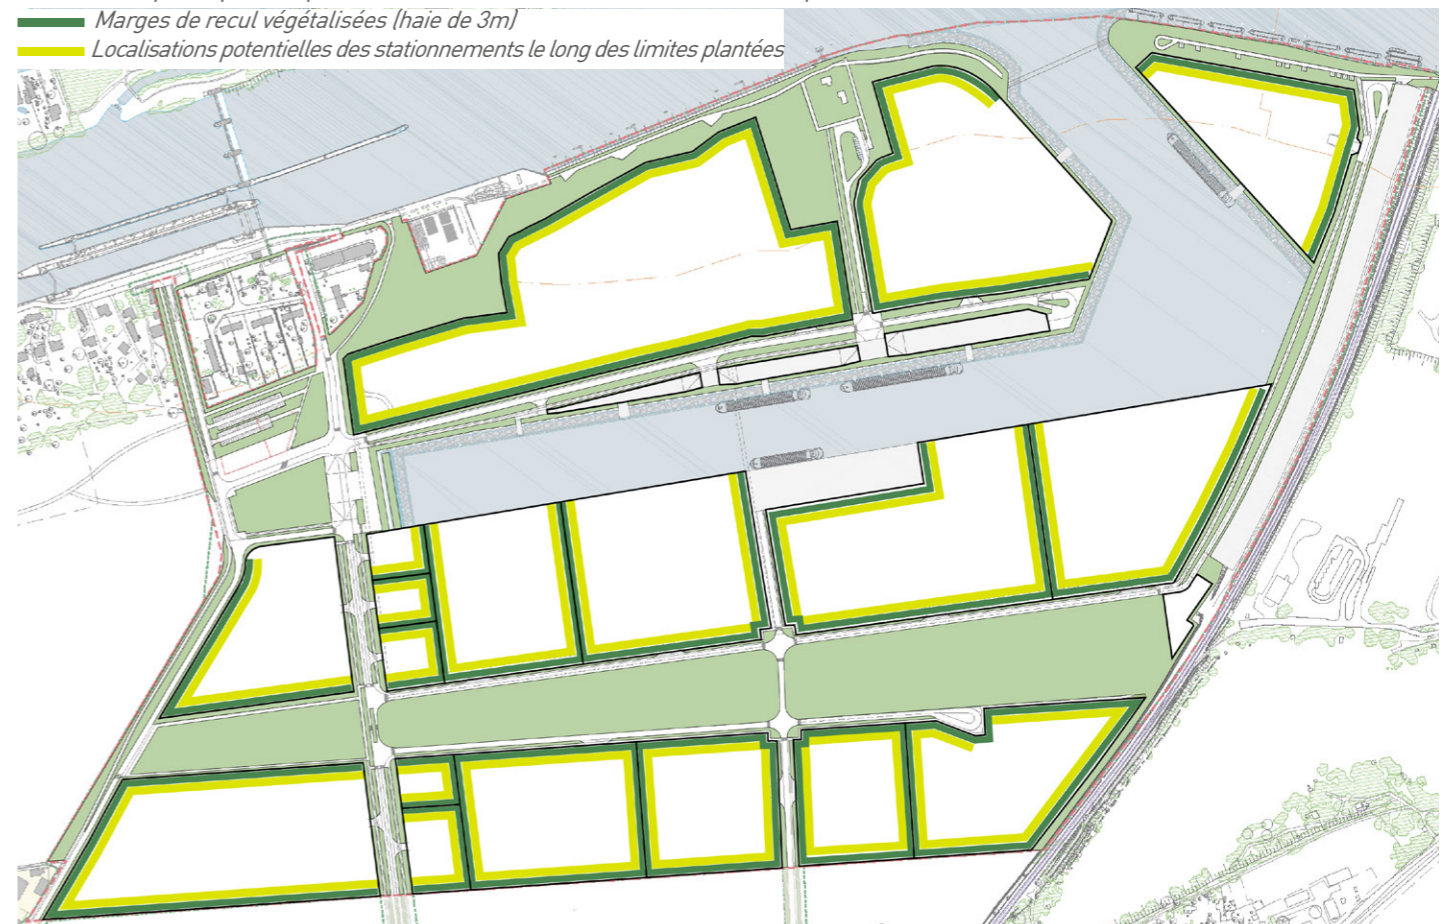 Marges de recul végétalisées (haie de 3m)
Localisations potentielles des stationnements le long des limites plantées